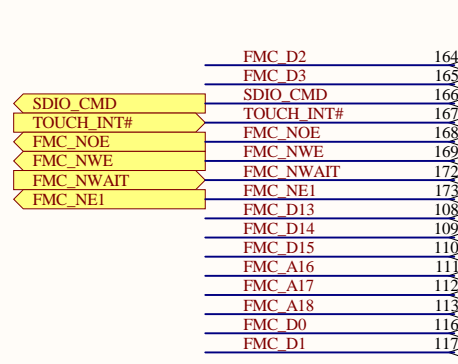 FMC_D2 164
FMC_D3 165
SDIO_CMD SDIO_CMD 166
TOUCH_INT# TOUCH_INT# 167
FMC_NOE FMC_NOE 168
FMC_NWE FMC_NWE 169
FMC_NWAIT FMC_NWAIT 172
FMC_NE1 FMC_NE1 173
FMC_D13 108
FMC_D14 109
FMC_D15 110
FMC_A16 111
FMC_A17 112
FMC_A18 113
FMC_D0 116
FMC_D1 117